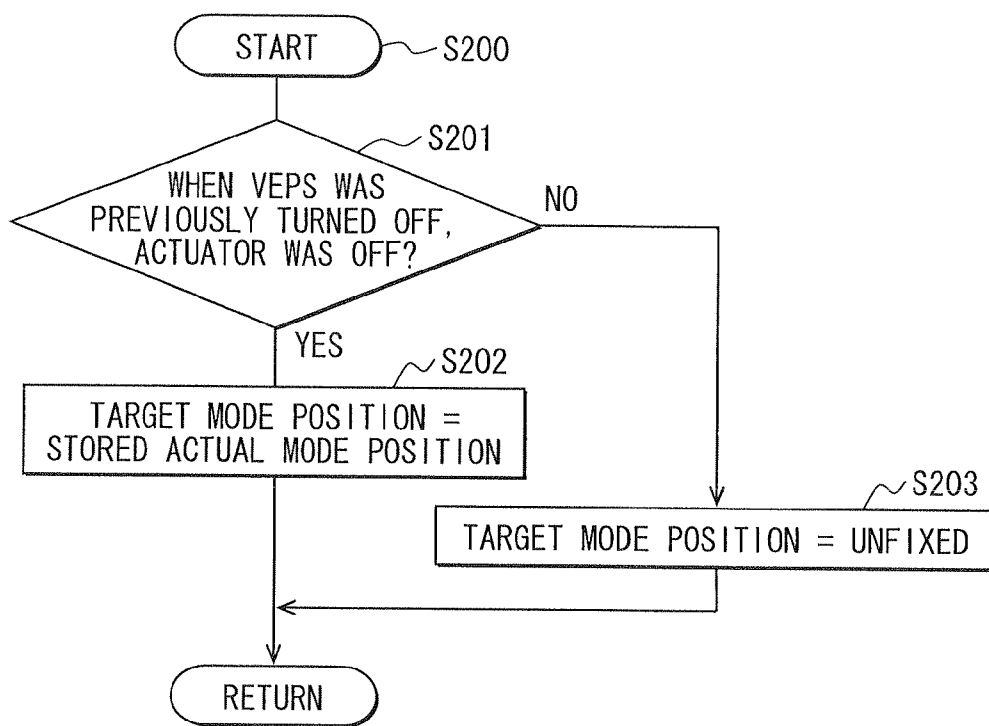 START
S200
S201
WHEN VEPS WAS
PREVIOUSLY TURNED OFF,
ACTUATOR WAS OFF?
NO
YES
S202
TARGET MODE POSITION =
STORED ACTUAL MODE POSITION
S203
TARGET MODE POSITION = UNFIXED
RETURN